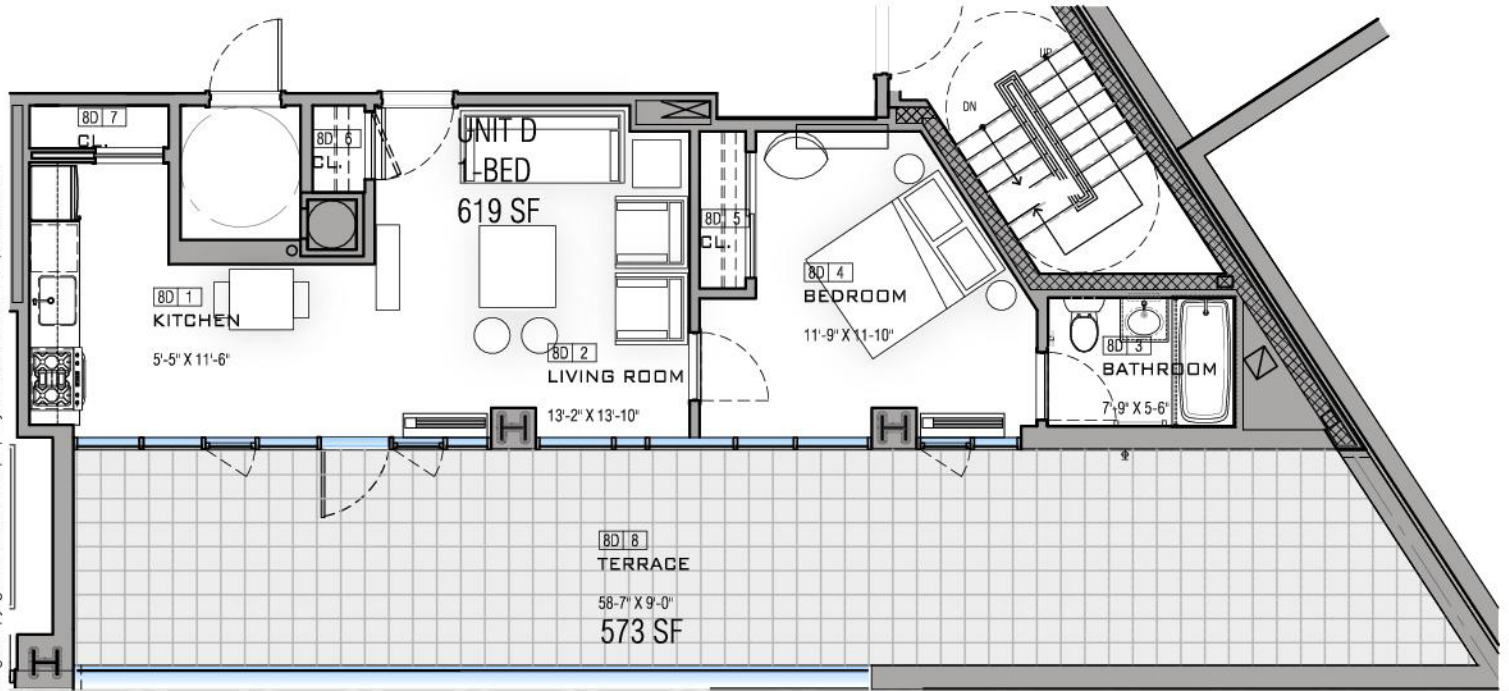 UP
DN
8D 7
CL.
8D 6
CL.
UNIT D
1-BED
619 SF
8D 5
CL.
8D 4
BEDROOM
11'-9" X 11'-10"
8D 1
KITCHEN
5'-5" X 11'-6"
8D 2
LIVING ROOM
13'-2" X 13'-10"
8D 3
BATHROOM
7'-9" X 5'-6"
8D 8
TERRACE
58-7" X 9'-0"
573 SF